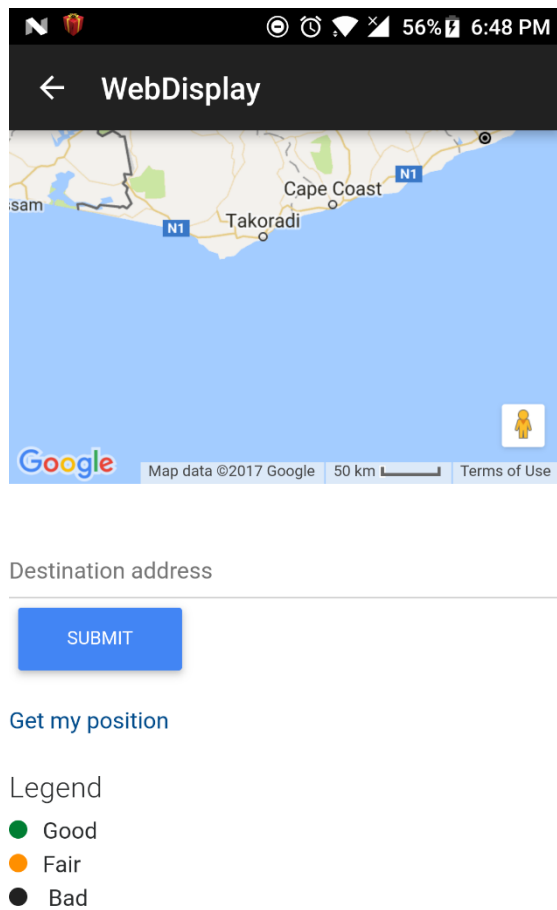 56% 6:48 PM
WebDisplay
ssam
N1
Takoradi
Cape Coast
N1
Google
Map data ©2017 Google 50 km Terms of Use
Destination address
SUBMIT
Get my position
Legend
Good
Fair
Bad